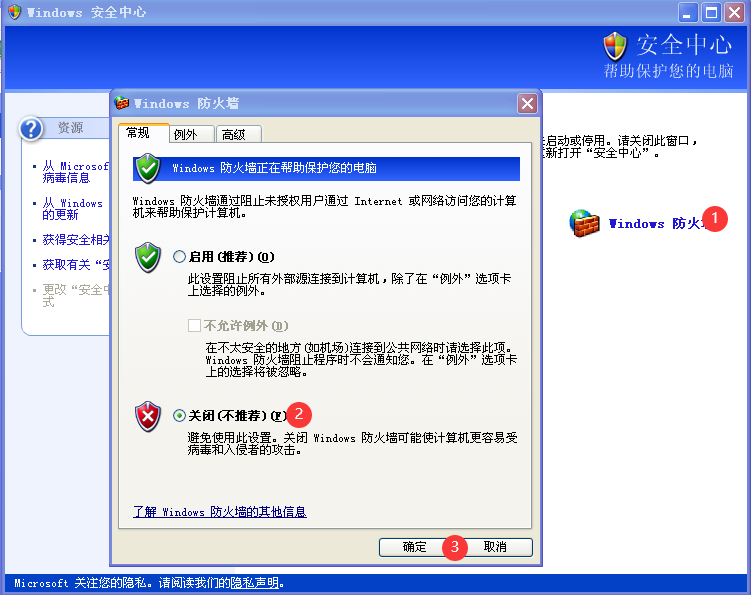 Windows 安全中心
安全中心
帮助保护您的电脑
Windows 防火墙
常规
例外
高级
资源
从 Microsof
病毒信息
从 Windows
的更新
获得安全相关
获取有关“安
更改“安全中
式
Windows 防火墙正在帮助保护您的电脑
Windows 防火墙通过阻止未授权用户通过 Internet 或网络访问您的计算
机来帮助保护计算机。
启用(推荐)(O)
此设置阻止所有外部源连接到计算机，除了在“例外”选项卡
上选择的例外。
不允许例外(D)
在不太安全的地方(如机场)连接到公共网络时请选择此项。
Windows 防火墙阻止程序时不会通知您。在“例外”选项卡
上的选择将被忽略。
关闭(不推荐)(F)
2
避免使用此设置。关闭 Windows 防火墙可能使计算机更容易受
病毒和入侵者的攻击。
了解 Windows 防火墙的其他信息
确定
3
取消
启动或停用。请关闭此窗口，
新打开“安全中心”。
Windows 防火
1
Microsoft 关注您的隐私。请阅读我们的隐私声明。